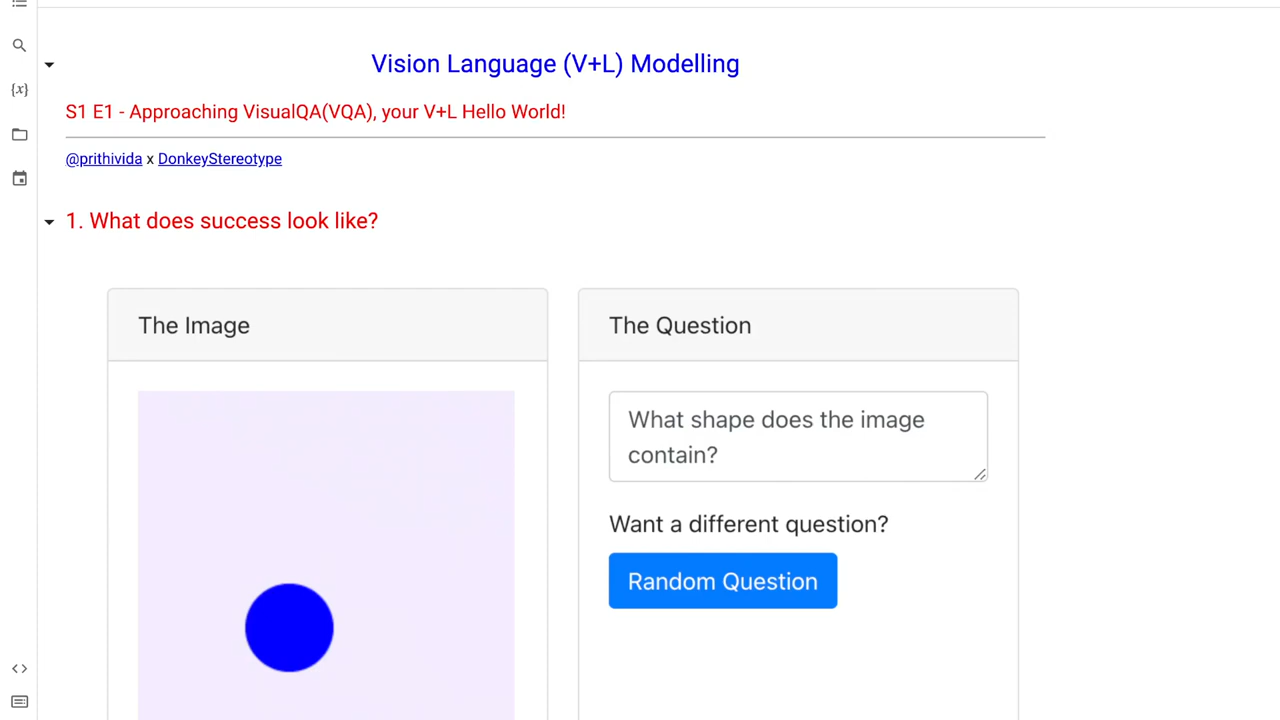 Vision Language (V+L) Modelling
S1 E1 - Approaching VisualQA(VQA), your V+L Hello World!
@prithivida x DonkeyStereotype
1. What does success look like?
The Image
The Question
What shape does the image
contain?
Want a different question?
Random Question
{x}